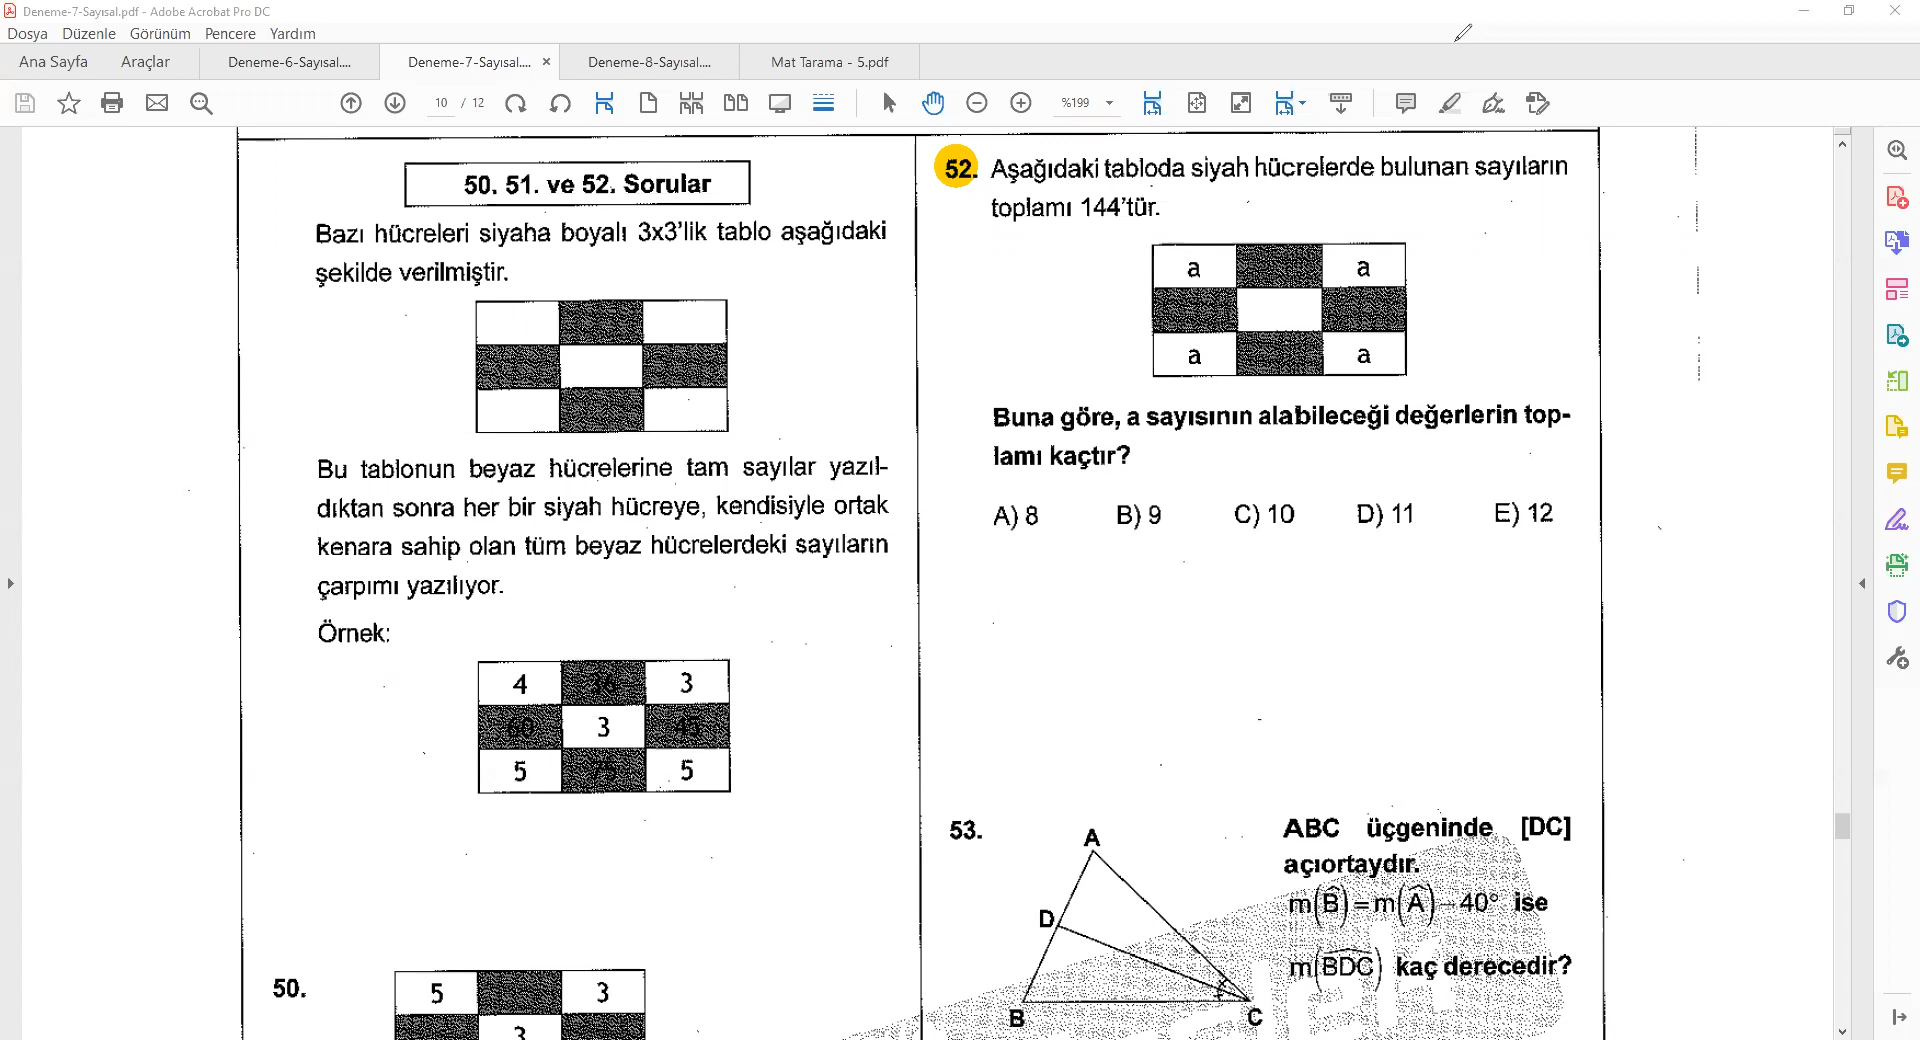 Deneme-7-Sayısal.pdf - Adobe Acrobat Pro DC
Dosya Düzenle Görünüm Pencere Yardım
Ana Sayfa Araçlar Deneme-6-Sayısal.... Deneme-7-Sayısal.... × Deneme-8-Sayısal.... Mat Tarama - 5.pdf
10 / 12 %199
50. 51. ve 52. Sorular
Bazı hücreleri siyaha boyalı 3x3'lik tablo aşağıdaki
şekilde verilmiştir.
Bu tablonun beyaz hücrelerine tam sayılar yazıl-
dıktan sonra her bir siyah hücreye, kendisiyle ortak
kenara sahip olan tüm beyaz hücrelerdeki sayıların
çarpımı yazılıyor.
Örnek:
4 36 3
60 3 45
5 75 5
50.
5 3
3
52. Aşağıdaki tabloda siyah hücrelerde bulunan sayıların
toplamı 144'tür.
a a
a a
Buna göre, a sayısının alabileceği değerlerin top-
lamı kaçtır?
A) 8 B) 9 C) 10 D) 11 E) 12
53.
A
D
B C
ABC üçgeninde [DC]
açıortaydır.
m(B̂) = m(Â) – 40° ise
m(BDC) kaç derecedir?